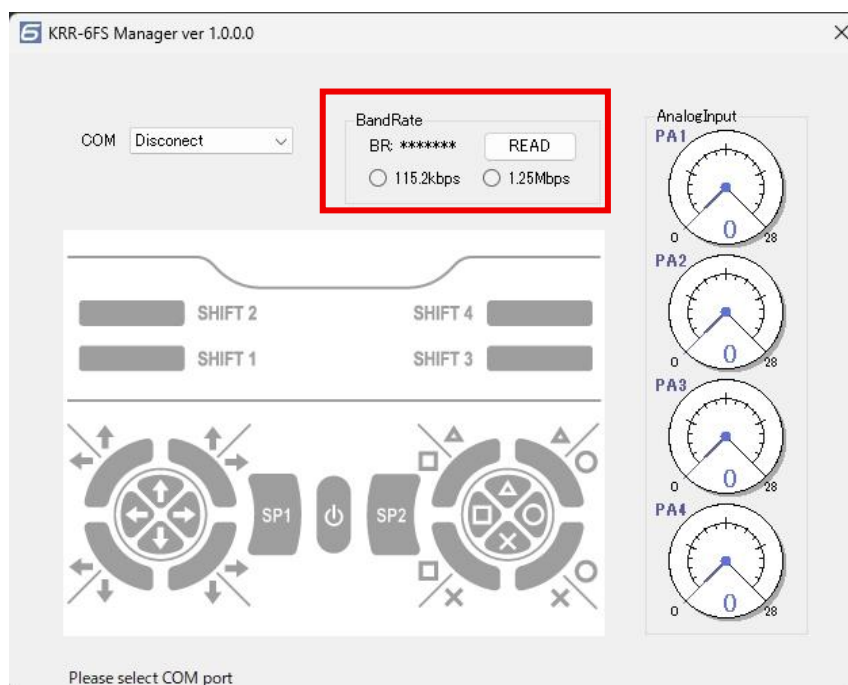 KRR-6FS Manager ver 1.0.0.0
COM Disconect
BandRate
BR: ******* READ
115.2kbps 1.25Mbps
AnalogInput
PA1
0
0 28
PA2
0
0 28
PA3
0
0 28
PA4
0
0 28
SHIFT 2 SHIFT 4
SHIFT 1 SHIFT 3
SP1 SP2
Please select COM port